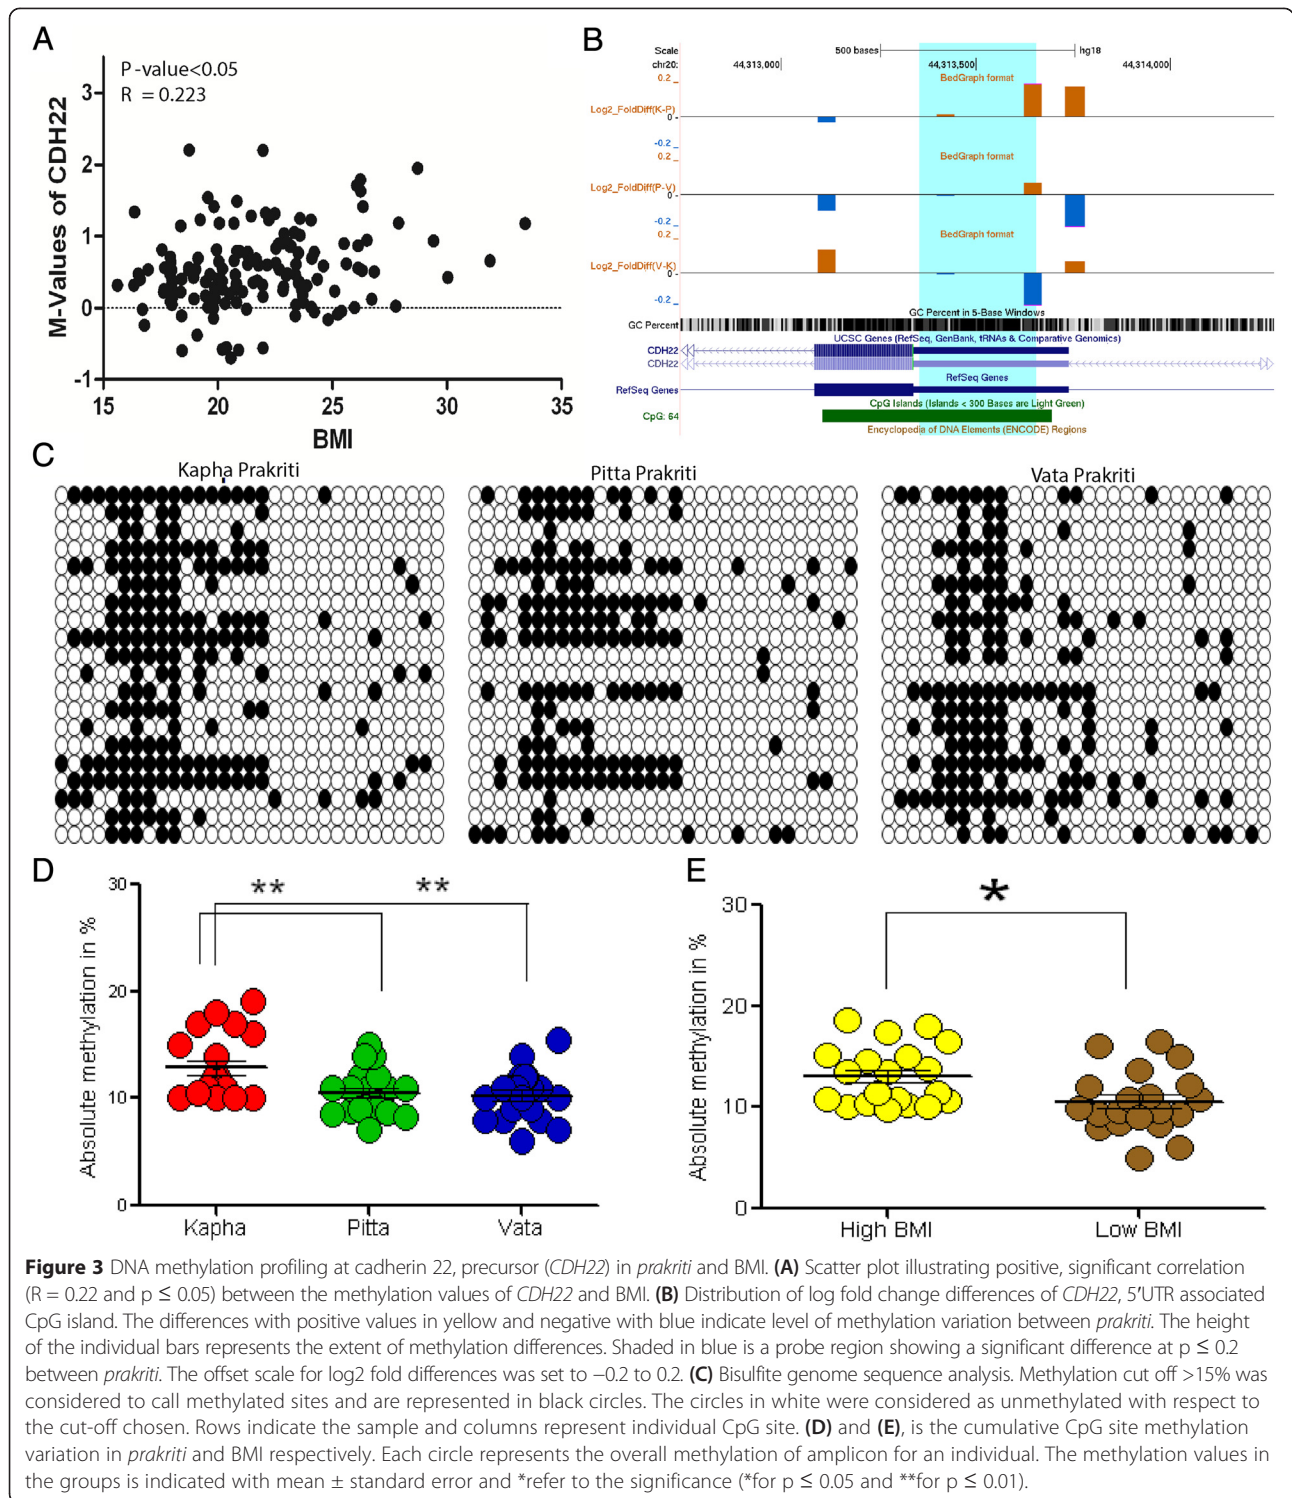 A
P-value<0.05
R = 0.223
M-Values of CDH22
3
2
1
0
-1
15
20
25
30
35
BMI
B
Scale
500 bases
hg18
chr20:
44,313,000
44,313,500
44,314,000
0.2
BedGraph format
Log2_FoldDiff(K-P)
0
-0.2
0.2
BedGraph format
Log2_FoldDiff(P-V)
0
-0.2
0.2
BedGraph format
Log2_FoldDiff(V-K)
0
-0.2
GC Percent in 5-Base Windows
GC Percent
UCSC Genes (RefSeq, GenBank, tRNAs & Comparative Genomics)
CDH22
CDH22
RefSeq Genes
RefSeq Genes
CpG Islands (Islands < 300 Bases are Light Green)
CpG: 64
Encyclopedia of DNA Elements (ENCODE) Regions
C
Kapha Prakriti
Pitta Prakriti
Vata Prakriti
D
Absolute methylation in %
30
20
10
0
**
**
Kapha
Pitta
Vata
E
Absolute methylation in %
30
20
10
0
*
High BMI
Low BMI
Figure 3 DNA methylation profiling at cadherin 22, precursor (CDH22) in prakriti and BMI. (A) Scatter plot illustrating positive, significant correlation
(R = 0.22 and p ≤ 0.05) between the methylation values of CDH22 and BMI. (B) Distribution of log fold change differences of CDH22, 5′UTR associated
CpG island. The differences with positive values in yellow and negative with blue indicate level of methylation variation between prakriti. The height
of the individual bars represents the extent of methylation differences. Shaded in blue is a probe region showing a significant difference at p ≤ 0.2
between prakriti. The offset scale for log2 fold differences was set to −0.2 to 0.2. (C) Bisulfite genome sequence analysis. Methylation cut off >15% was
considered to call methylated sites and are represented in black circles. The circles in white were considered as unmethylated with respect to
the cut-off chosen. Rows indicate the sample and columns represent individual CpG site. (D) and (E), is the cumulative CpG site methylation
variation in prakriti and BMI respectively. Each circle represents the overall methylation of amplicon for an individual. The methylation values in
the groups is indicated with mean ± standard error and *refer to the significance (*for p ≤ 0.05 and **for p ≤ 0.01).